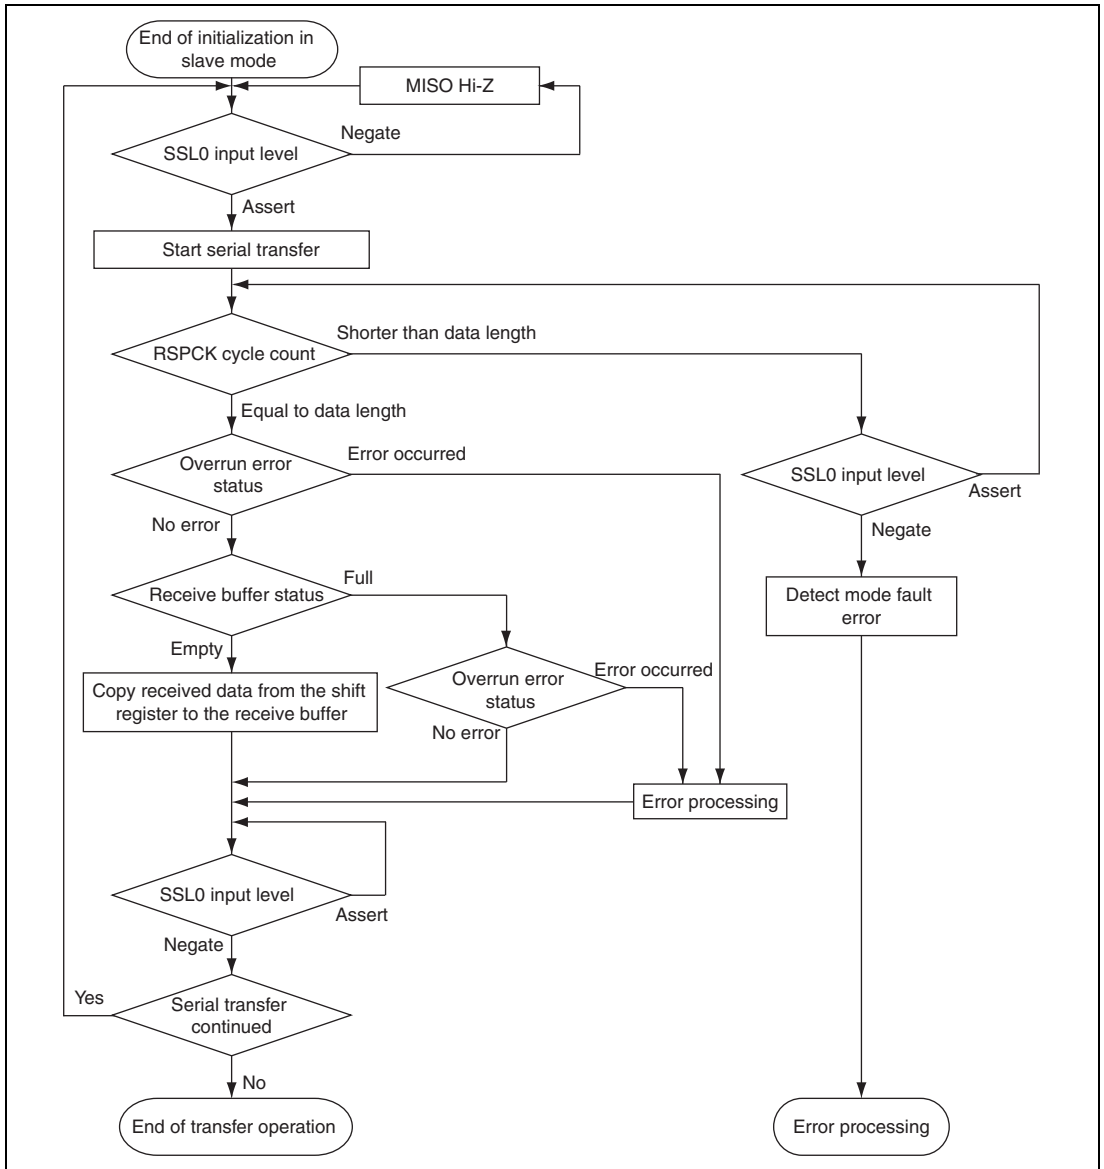 End of initialization in
slave mode
MISO Hi-Z
Negate
SSL0 input level
Assert
Start serial transfer
Shorter than data length
RSPCK cycle count
Equal to data length
Overrun error
status
Error occurred
SSL0 input level
Assert
No error
Negate
Receive buffer status
Full
Detect mode fault
error
Empty
Copy received data from the shift
register to the receive buffer
Overrun error
status
Error occurred
No error
Error processing
SSL0 input level
Assert
Negate
Yes
Serial transfer
continued
No
End of transfer operation
Error processing